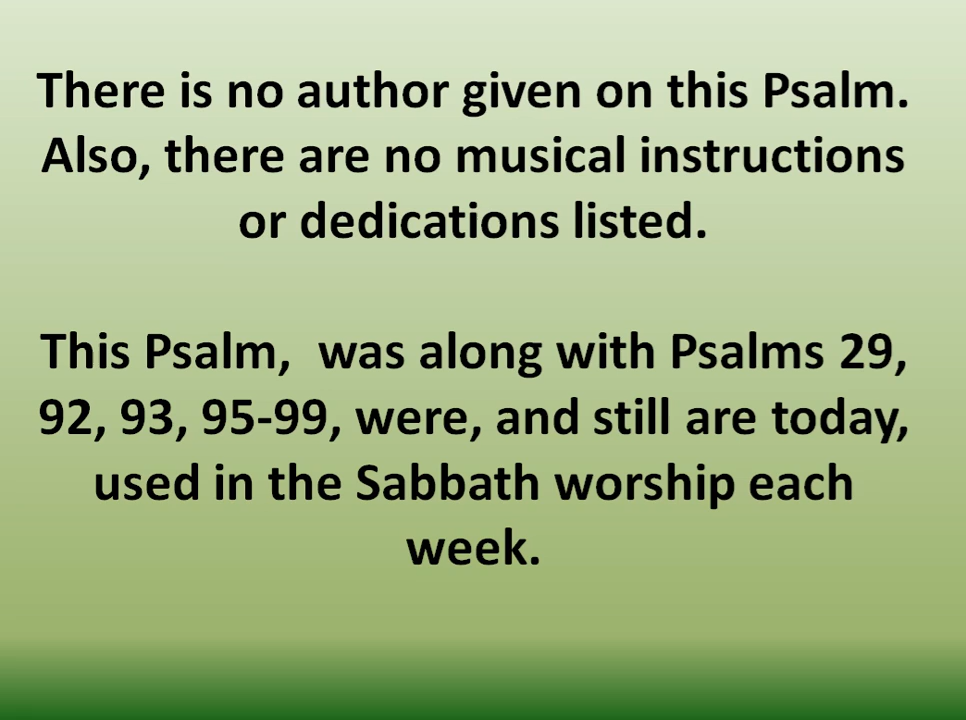 There is no author given on this Psalm.
Also, there are no musical instructions
or dedications listed.
This Psalm,  was along with Psalms 29,
92, 93, 95-99, were, and still are today,
used in the Sabbath worship each
week.